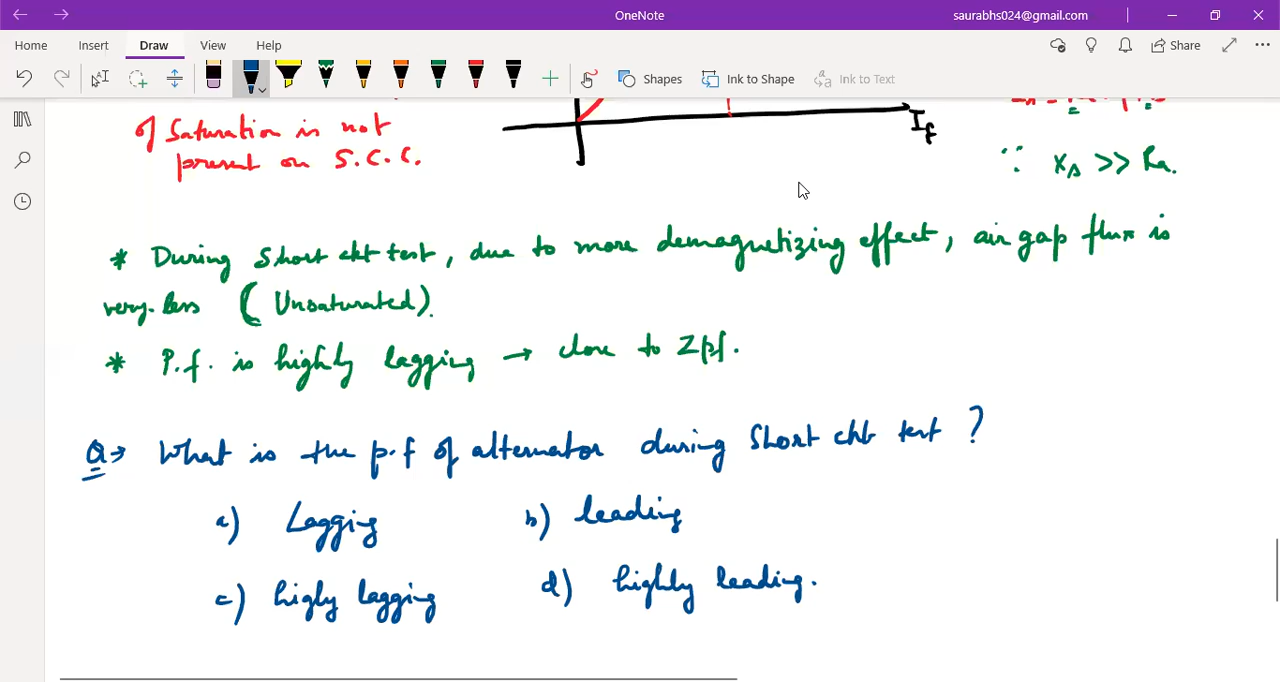 OneNote
saurabhs024@gmail.com
Home Insert Draw View Help
Share
Shapes Ink to Shape Ink to Text
of Saturation is not
present on S.C.C.
If
∵ Xs >> Ra.
* During Short ckt test, due to more demagnetizing effect, air gap flux is
very less (Unsaturated).
* P.f. is highly lagging → close to Zpf.
Q⇒ What is the p.f of alternator during Short ckt test ?
a) Lagging b) leading
c) higly lagging d) highly leading.